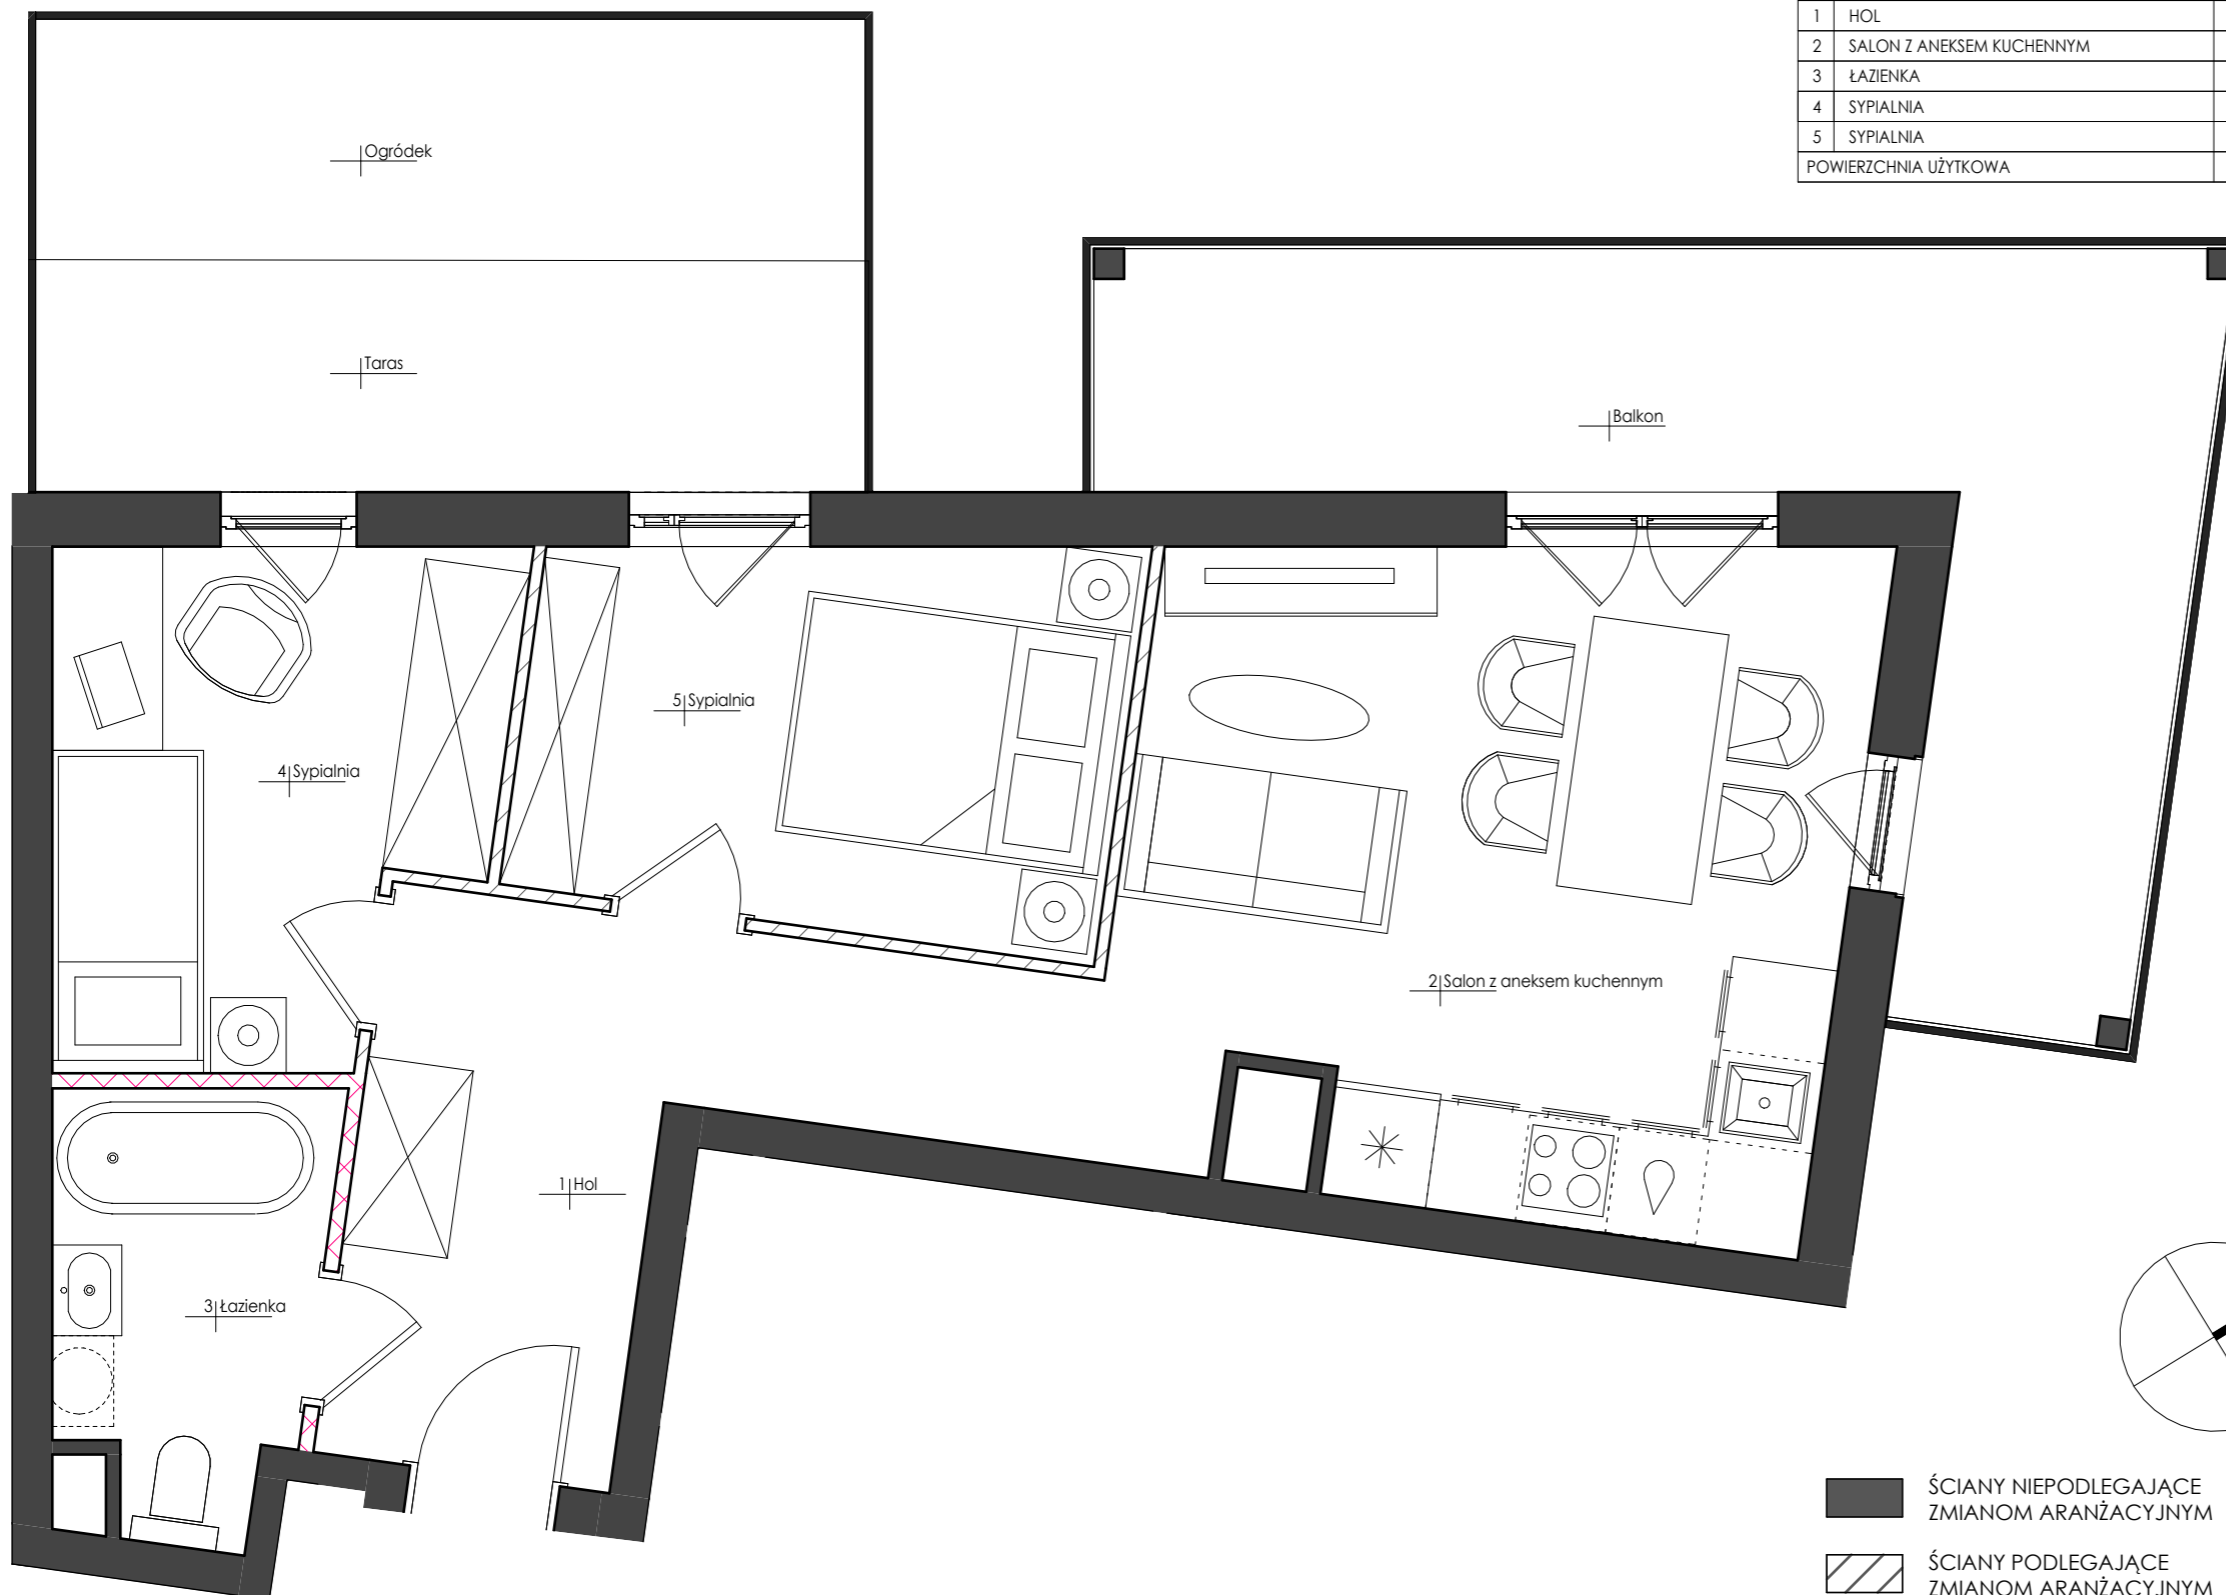 1 HOL
2 SALON Z ANEKSEM KUCHENNYM
3 ŁAZIENKA
4 SYPIALNIA
5 SYPIALNIA
POWIERZCHNIA UŻYTKOWA
Ogródek
Taras
Balkon
5 Sypialnia
4 Sypialnia
2 Salon z aneksem kuchennym
1 Hol
3 Łazienka
ŚCIANY NIEPODLEGAJĄCE
ZMIANOM ARANŻACYJNYM
ŚCIANY PODLEGAJĄCE
ZMIANOM ARANŻACYJNYM